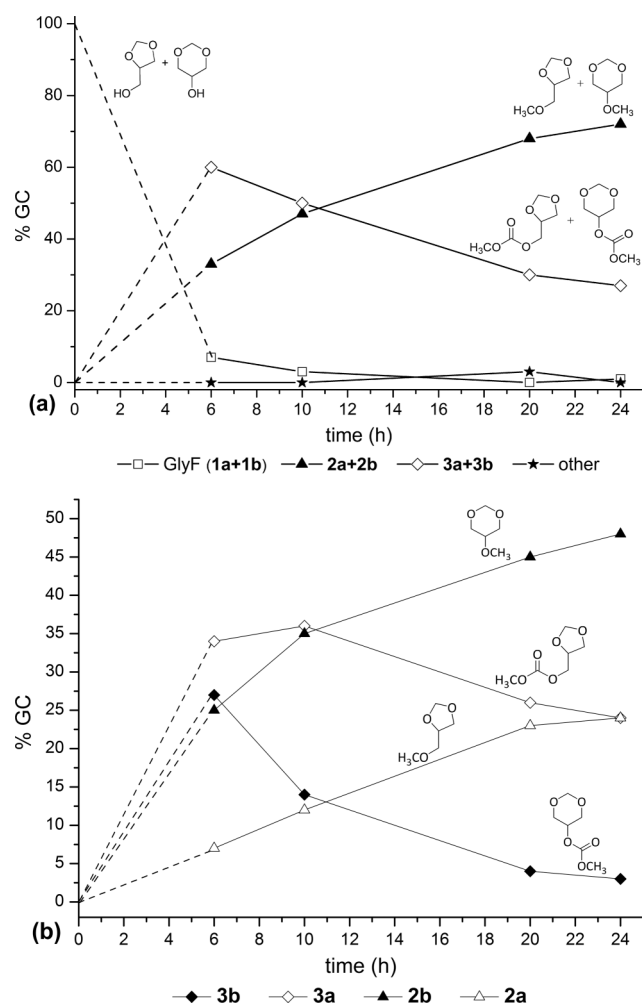 100
80
60
40
20
0
% GC
O
O
HO
+
O
O
OH
O
O
H₃CO
+
O
O
OCH₃
O
O
O
H₃CO
O
+
O
O
O
O
OCH₃
0 2 4 6 8 10 12 14 16 18 20 22 24
(a)
time (h)
GlyF (1a+1b) 2a+2b 3a+3b other
50
45
40
35
30
25
20
15
10
5
0
% GC
O
O
OCH₃
O
O
O
H₃CO
O
O
O
H₃CO
O
O
O
O
OCH₃
0 2 4 6 8 10 12 14 16 18 20 22 24
(b)
time (h)
3b 3a 2b 2a